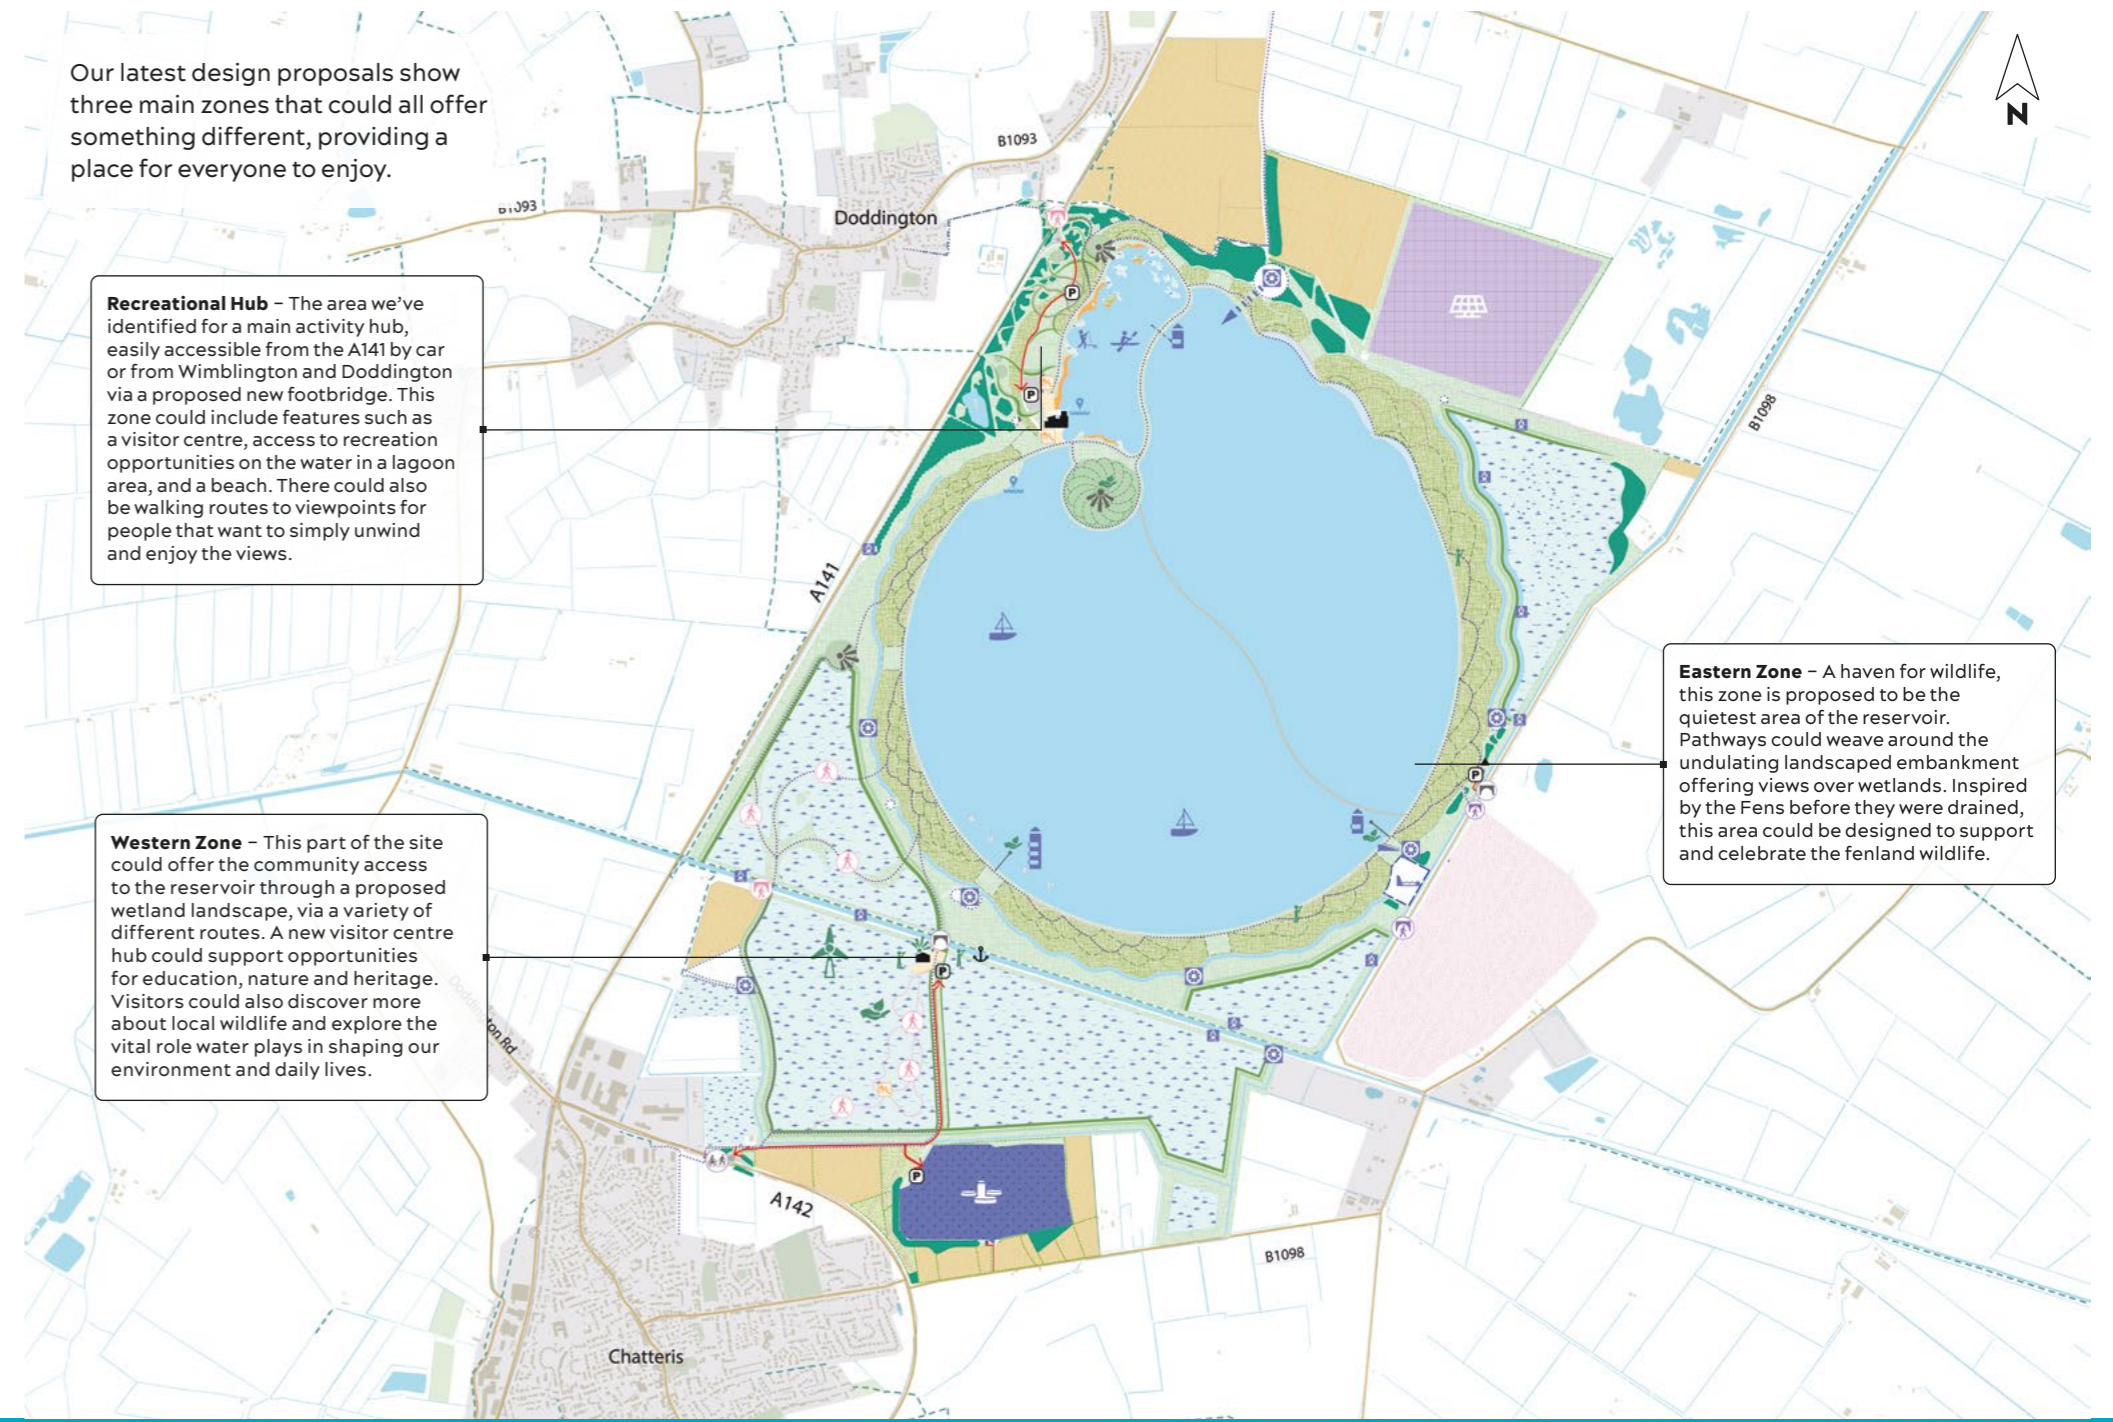 Our latest design proposals show
three main zones that could all offer
something different, providing a
place for everyone to enjoy.
N
B1093
B1093
Doddington
Recreational Hub – The area we’ve
identified for a main activity hub,
easily accessible from the A141 by car
or from Wimblington and Doddington
via a proposed new footbridge. This
zone could include features such as
a visitor centre, access to recreation
opportunities on the water in a lagoon
area, and a beach. There could also
be walking routes to viewpoints for
people that want to simply unwind
and enjoy the views.
P
P
B1098
A141
Eastern Zone – A haven for wildlife,
this zone is proposed to be the
quietest area of the reservoir.
Pathways could weave around the
undulating landscaped embankment
offering views over wetlands. Inspired
by the Fens before they were drained,
this area could be designed to support
and celebrate the fenland wildlife.
P
Western Zone – This part of the site
could offer the community access
to the reservoir through a proposed
wetland landscape, via a variety of
different routes. A new visitor centre
hub could support opportunities
for education, nature and heritage.
Visitors could also discover more
about local wildlife and explore the
vital role water plays in shaping our
environment and daily lives.
P
Doddington Rd
P
A142
B1098
Chatteris